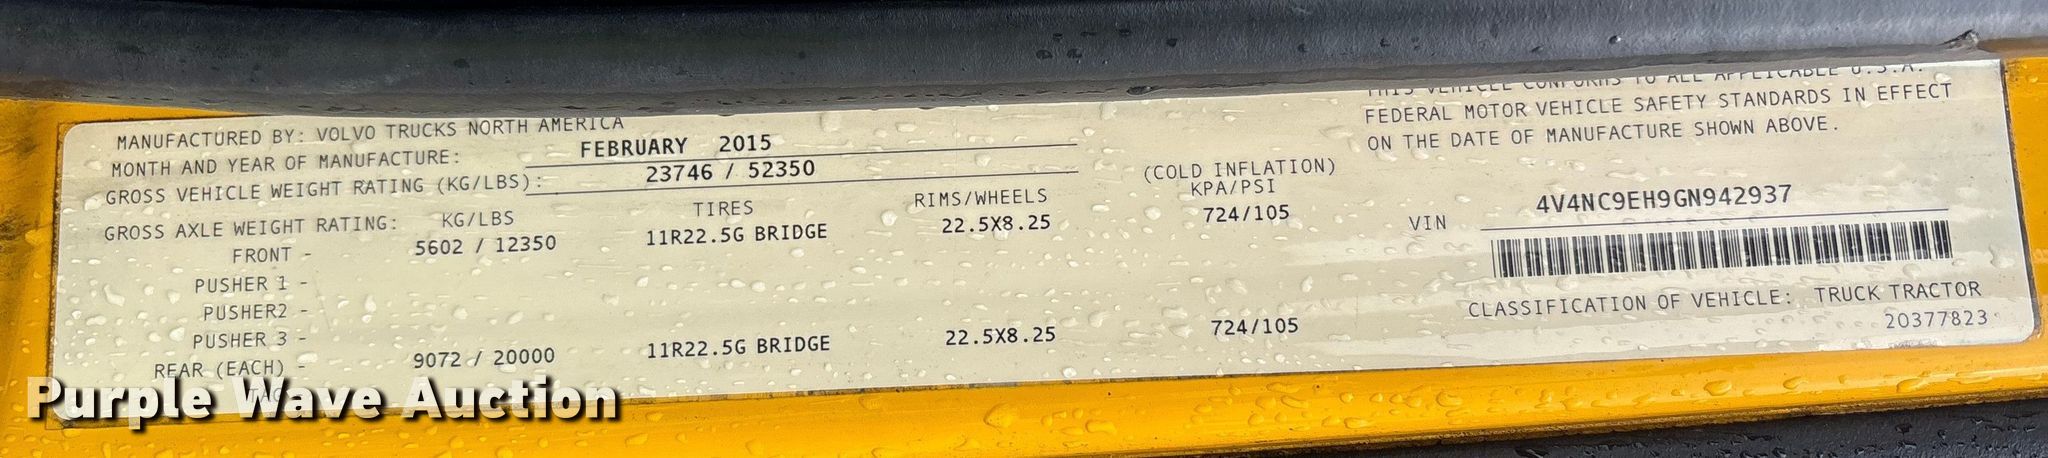 MANUFACTURED BY: VOLVO TRUCKS NORTH AMERICA
MONTH AND YEAR OF MANUFACTURE: FEBRUARY 2015
GROSS VEHICLE WEIGHT RATING (KG/LBS): 23746 / 52350
GROSS AXLE WEIGHT RATING: KG/LBS TIRES RIMS/WHEELS (COLD INFLATION) KPA/PSI
FRONT - 5602 / 12350 11R22.5G BRIDGE 22.5X8.25 724/105
PUSHER 1 -
PUSHER2 -
PUSHER 3 -
REAR (EACH) - 9072 / 20000 11R22.5G BRIDGE 22.5X8.25 724/105
THIS VEHICLE CONFORMS TO ALL APPLICABLE U.S.A.
FEDERAL MOTOR VEHICLE SAFETY STANDARDS IN EFFECT
ON THE DATE OF MANUFACTURE SHOWN ABOVE.
VIN 4V4NC9EH9GN942937
CLASSIFICATION OF VEHICLE: TRUCK TRACTOR
20377823
Purple Wave Auction